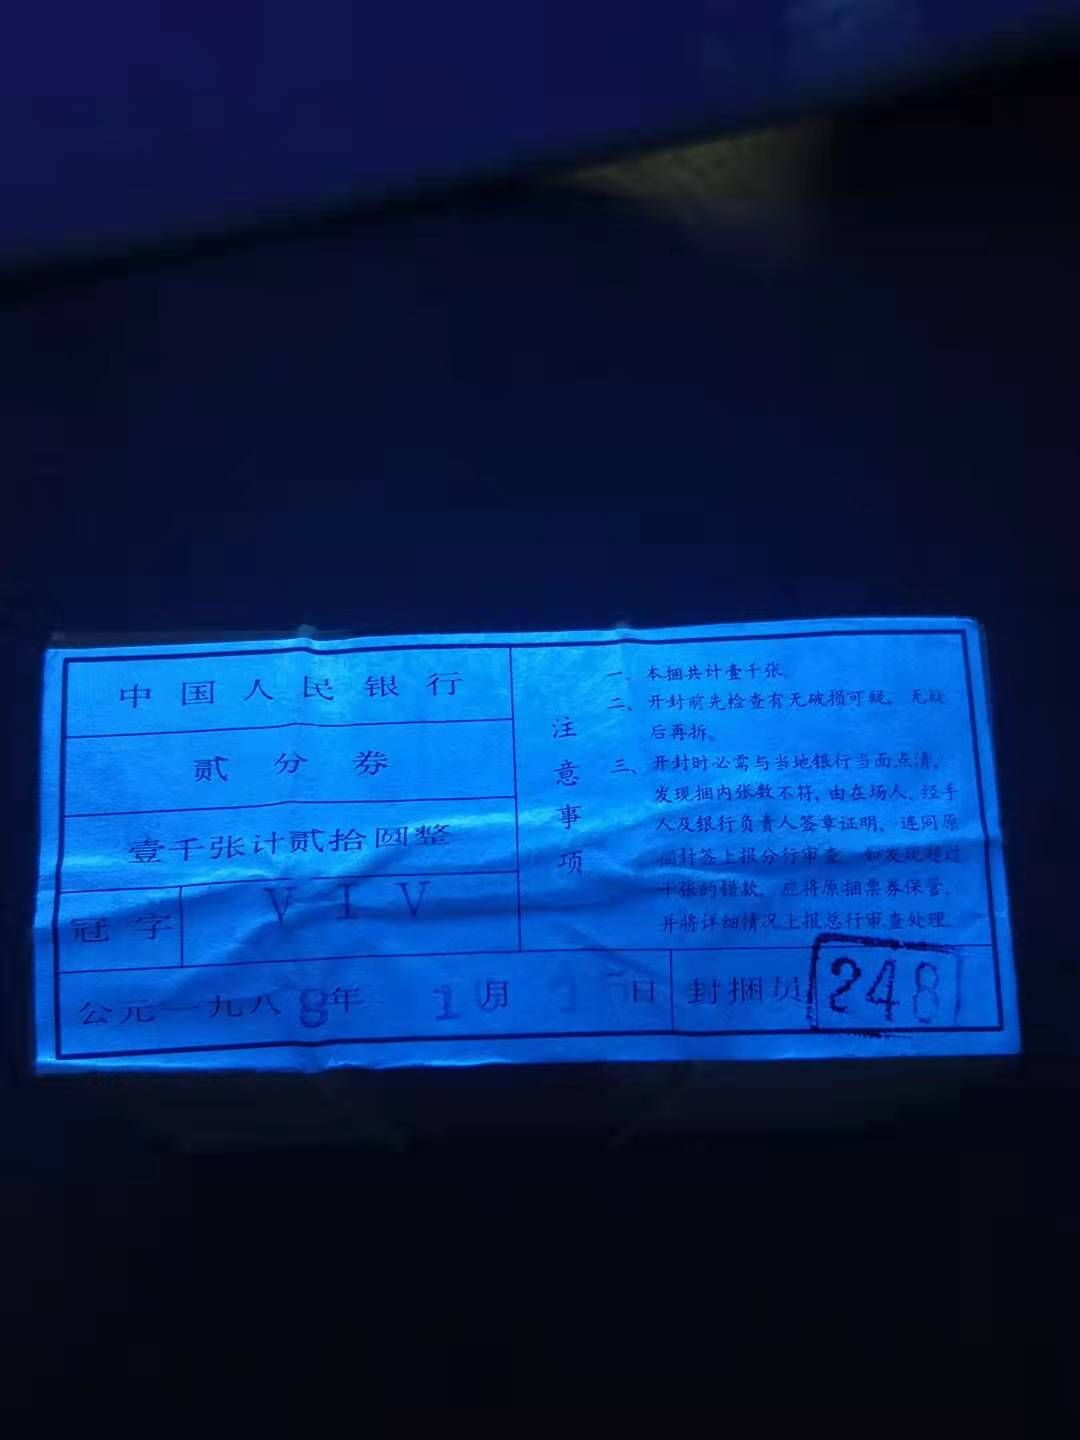 中国人民银行
贰分券
壹千张计贰拾圆整
冠字 V I V
公元一九八8年 10月 15日 封捆员 248
注意事项
一、本捆共计壹千张。
二、开封前先检查有无破损可疑，无疑
后再拆。
三、开封时必需与当地银行当面点清，
发现捆内张数不符，由在场人、经手
人及银行负责人签章证明，连同原
捆封签上报分行审查。如发现超过
十张的错款，应将原捆票券保管，
并将详细情况上报总行审查处理。